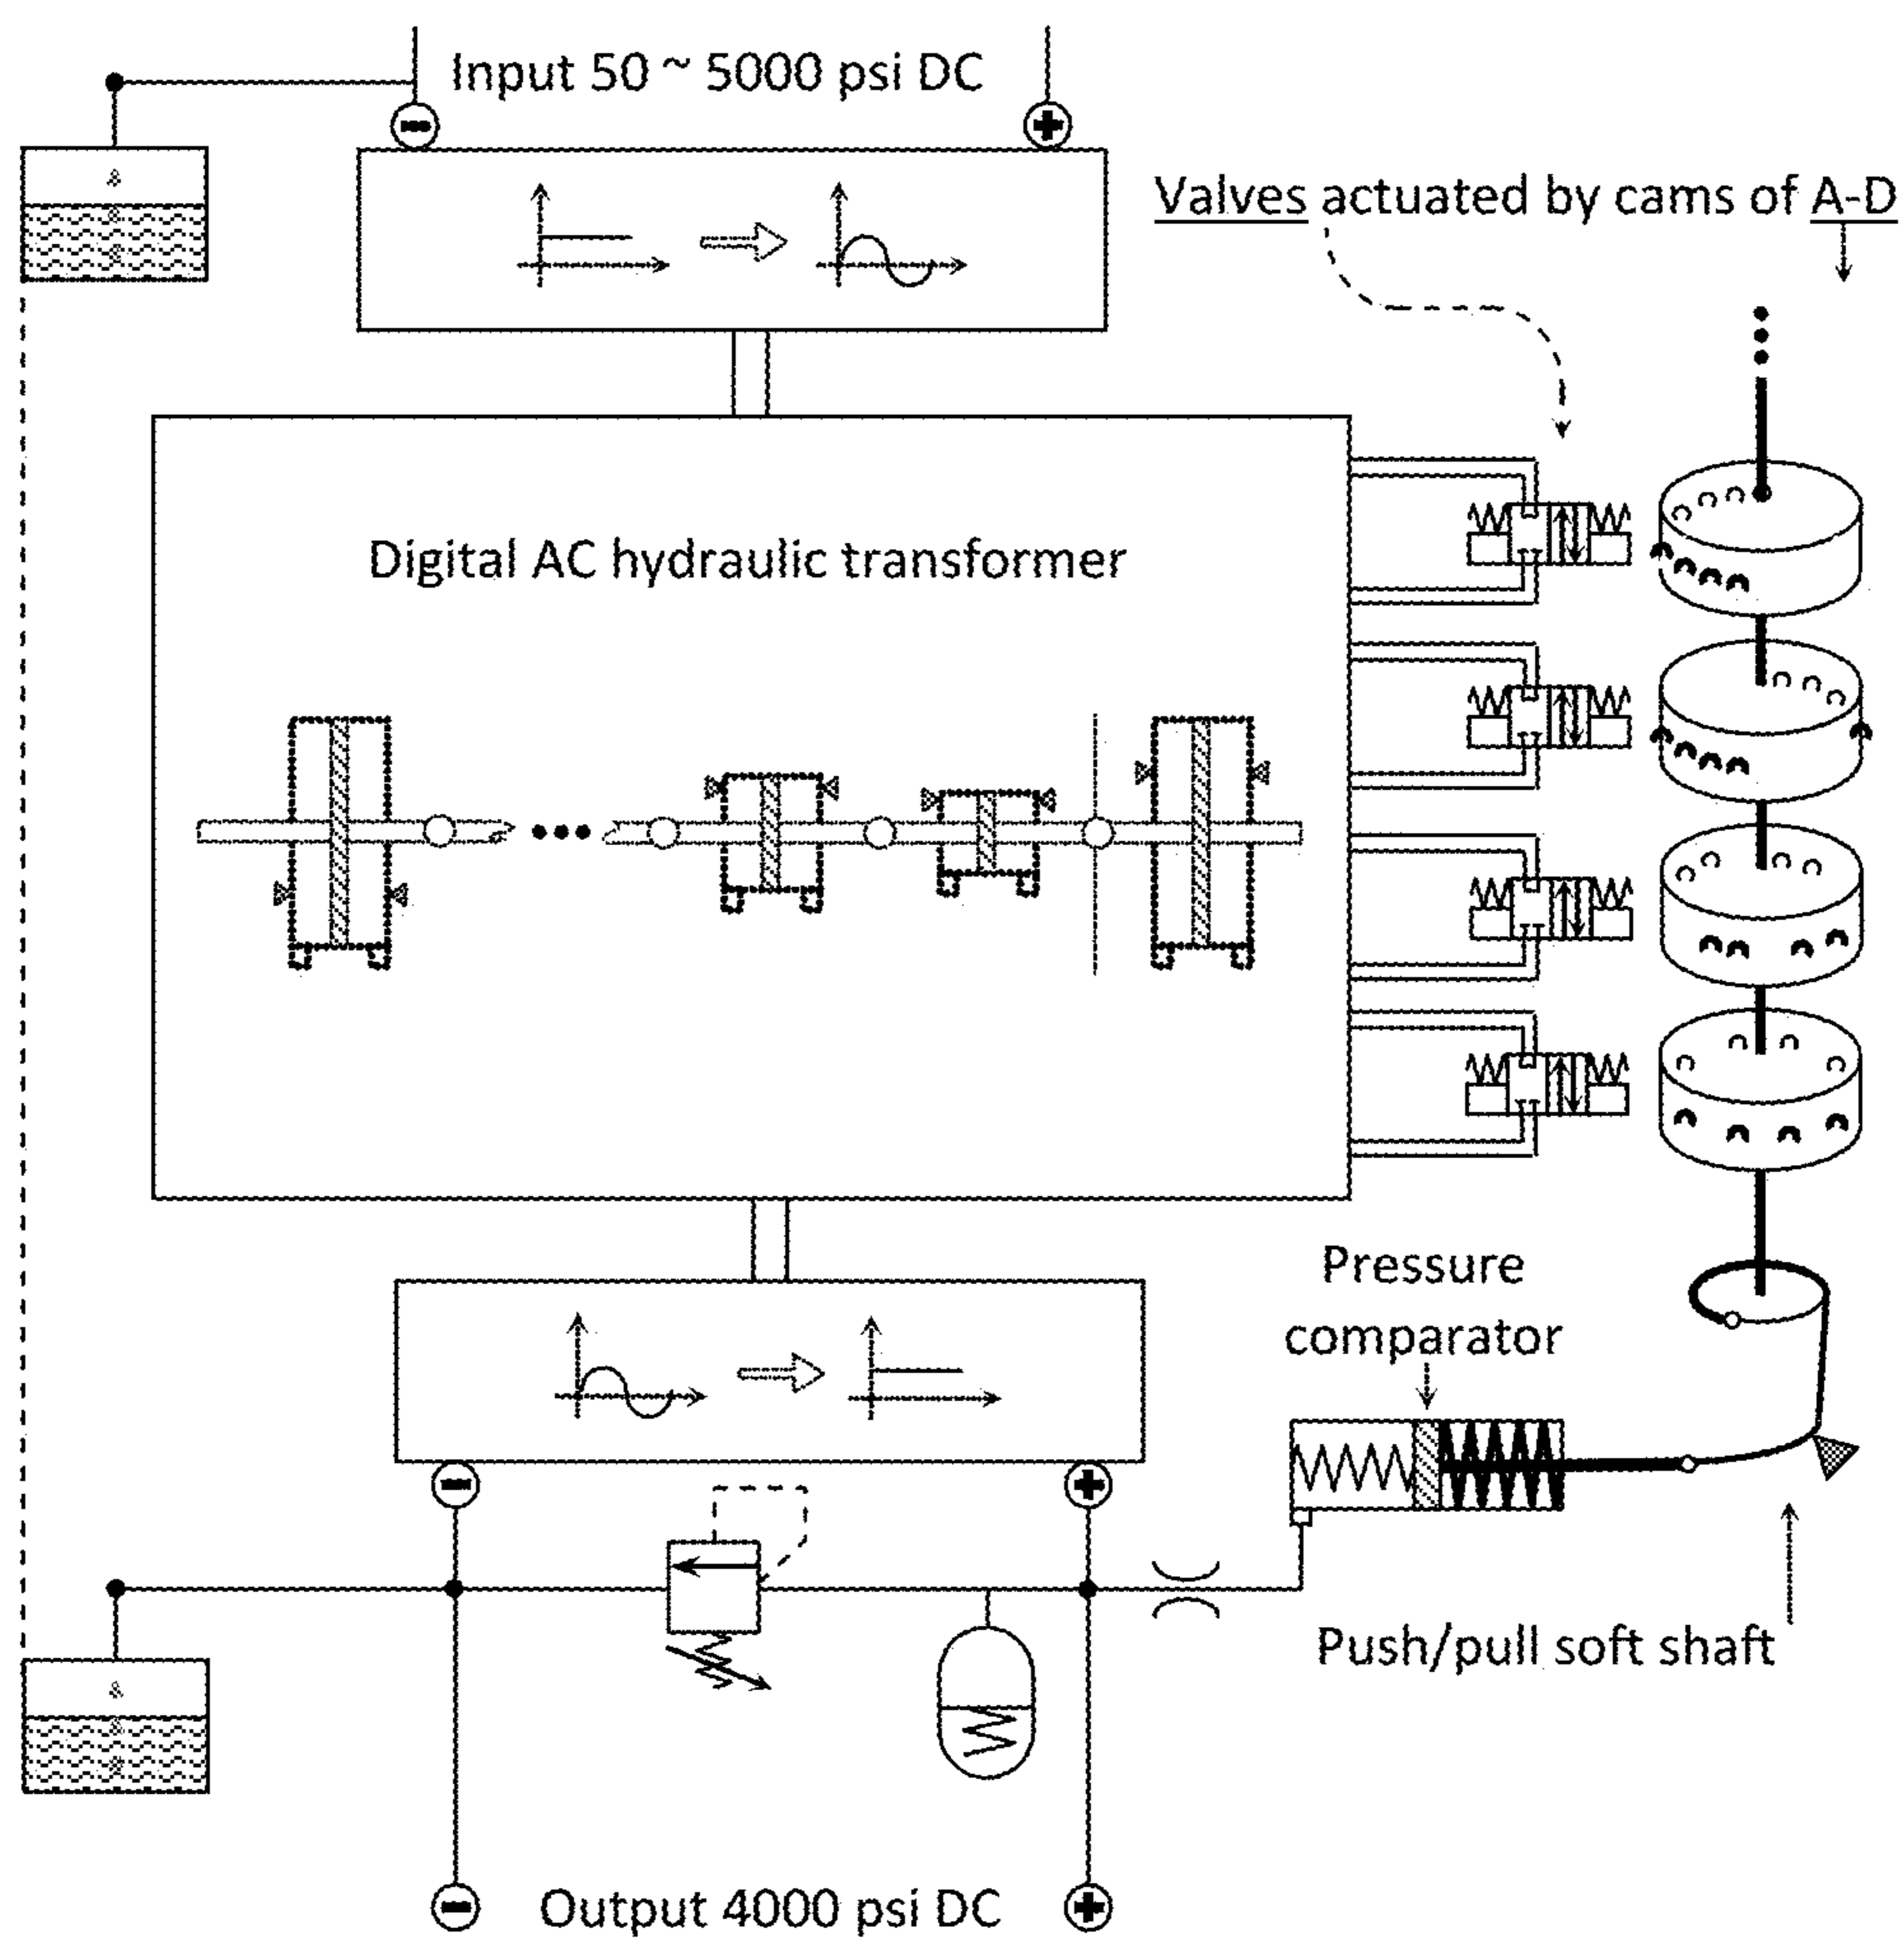 Input 50 ~ 5000 psi DC
Valves actuated by cams of A-D
Digital AC hydraulic transformer
Pressure
comparator
Push/pull soft shaft
Output 4000 psi DC